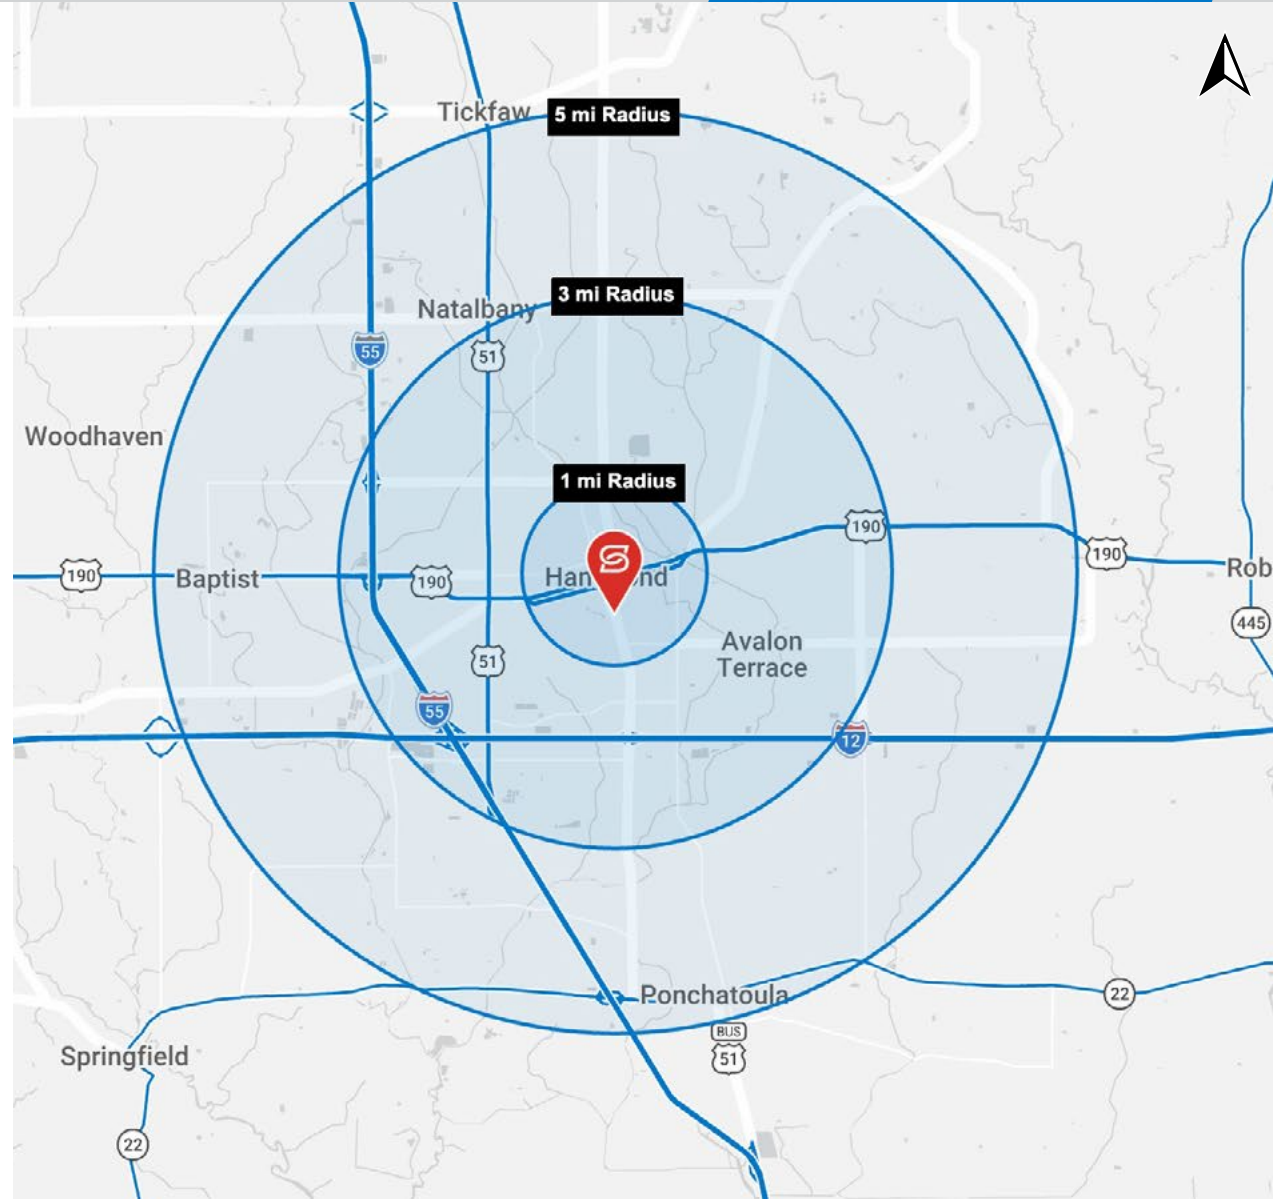 Tickfaw
5 mi Radius
3 mi Radius
Natalbany
55
51
Woodhaven
1 mi Radius
190
190
190
Baptist
190
Hammond
Rob
445
Avalon
Terrace
51
55
12
Ponchatoula
22
BUS
51
Springfield
22